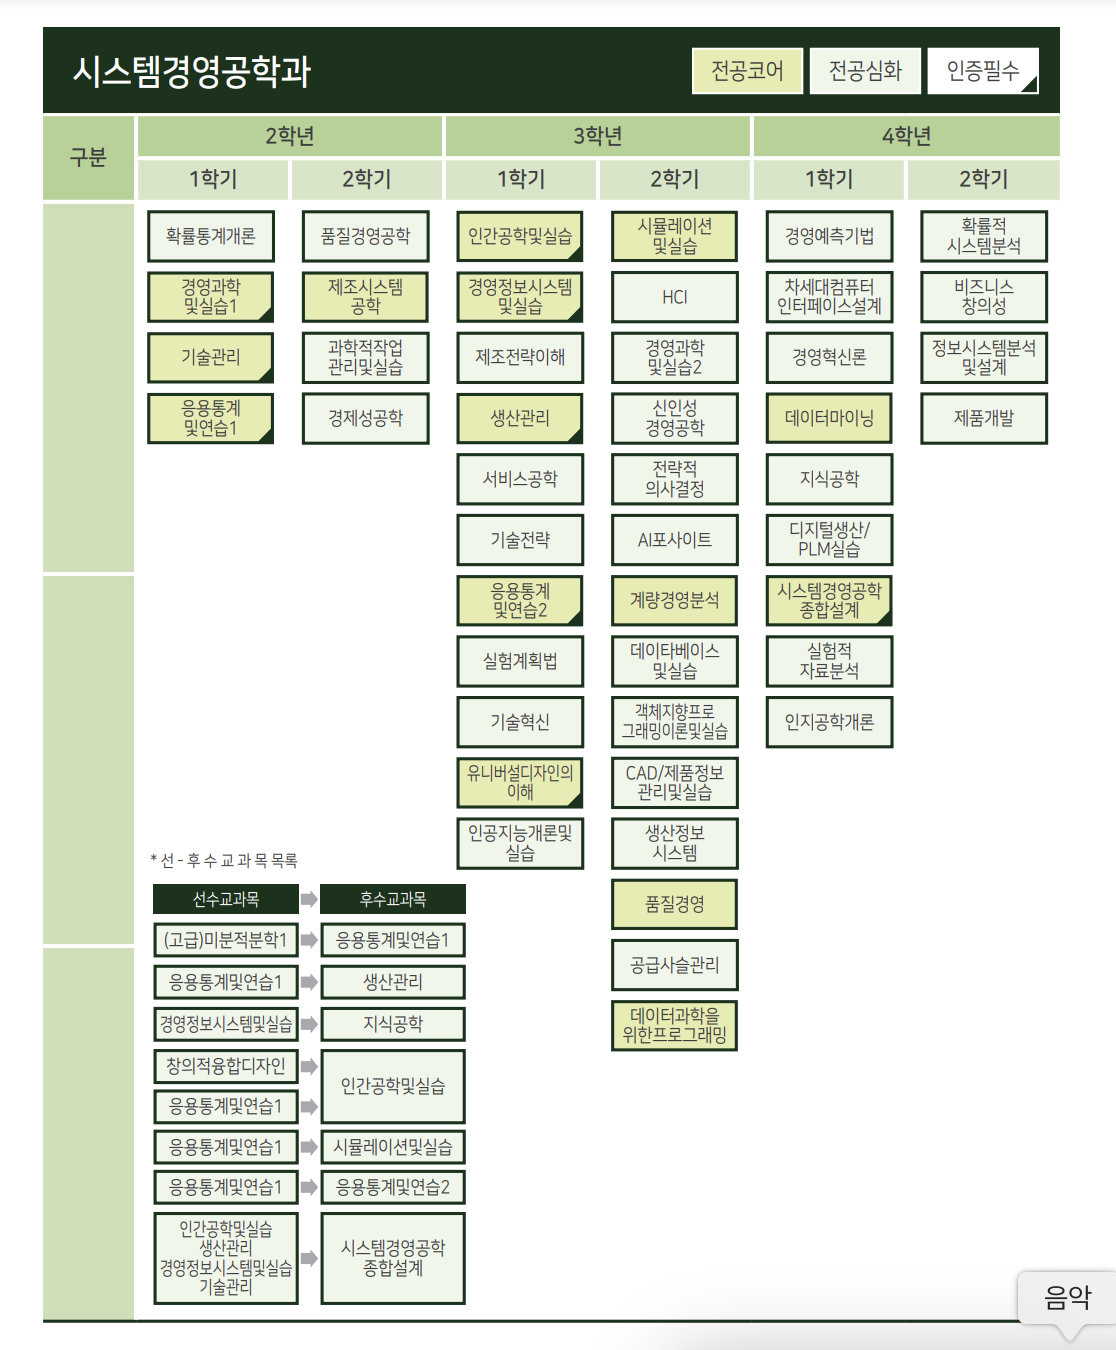 시스템경영공학과
전공코어
전공심화
인증필수
구분
2학년
3학년
4학년
1학기
2학기
1학기
2학기
1학기
2학기
확률통계개론
경영과학
및실습1
기술관리
응용통계
및연습1
품질경영공학
제조시스템
공학
과학적작업
관리및실습
경제성공학
인간공학및실습
경영정보시스템
및실습
제조전략이해
생산관리
서비스공학
기술전략
응용통계
및연습2
실험계획법
기술혁신
유니버설디자인의
이해
인공지능개론및
실습
시뮬레이션
및실습
HCI
경영과학
및실습2
신인성
경영공학
전략적
의사결정
AI포사이트
계량경영분석
데이타베이스
및실습
객체지향프로
그래밍이론및실습
CAD/제품정보
관리및실습
생산정보
시스템
품질경영
공급사슬관리
데이터과학을
위한프로그래밍
경영예측기법
차세대컴퓨터
인터페이스설계
경영혁신론
데이터마이닝
지식공학
디지털생산/
PLM실습
시스템경영공학
종합설계
실험적
자료분석
인지공학개론
확률적
시스템분석
비즈니스
창의성
정보시스템분석
및설계
제품개발
* 선 - 후 수 교 과 목 목록
선수교과목
후수교과목
(고급)미분적분학1
응용통계및연습1
응용통계및연습1
생산관리
경영정보시스템및실습
지식공학
창의적융합디자인
응용통계및연습1
인간공학및실습
응용통계및연습1
시뮬레이션및실습
응용통계및연습1
응용통계및연습2
인간공학및실습
생산관리
경영정보시스템및실습
기술관리
시스템경영공학
종합설계
음악